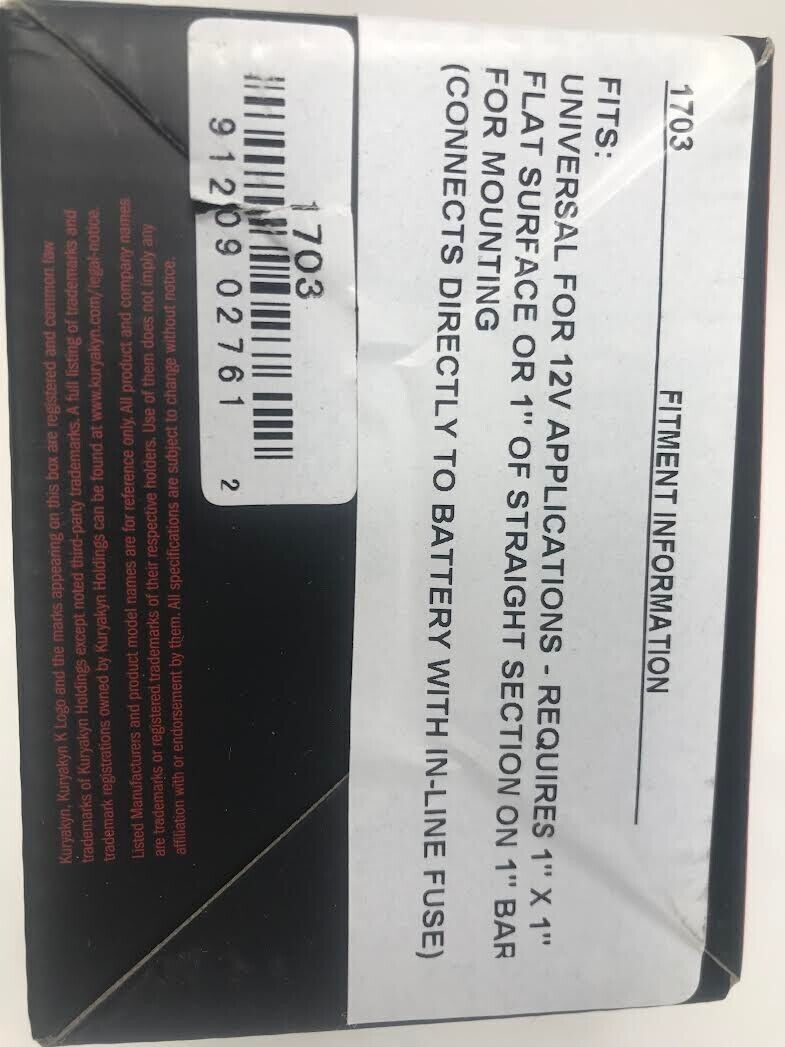 1703
FITMENT INFORMATION
FITS:
UNIVERSAL FOR 12V APPLICATIONS - REQUIRES 1" X 1"
FLAT SURFACE OR 1" OF STRAIGHT SECTION ON 1" BAR
FOR MOUNTING
(CONNECTS DIRECTLY TO BATTERY WITH IN-LINE FUSE)
1703
9 12709 02761 2
Kuryakyn, Kuryakyn K Logo and the marks appearing on this box are registered and common law
trademarks of Kuryakyn Holdings except noted third-party trademarks. A full listing of trademarks and
trademark registrations owned by Kuryakyn Holdings can be found at www.kuryakyn.com/legal-notice.
Listed Manufacturers and product model names are for reference only. All product and company names
are trademarks or registered trademarks of their respective holders. Use of them does not imply any
affiliation with or endorsement by them. All specifications are subject to change without notice.